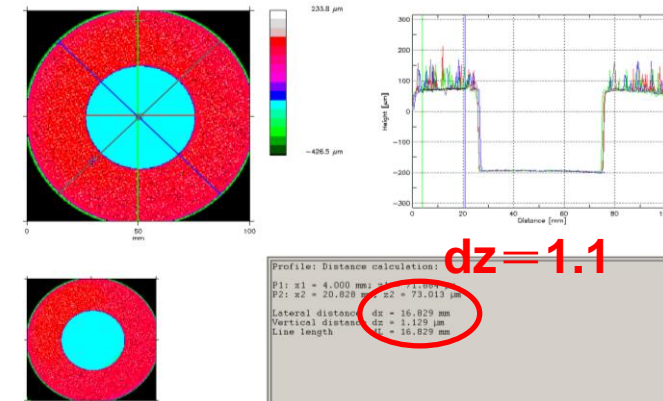 233.8 µm
−426.5 µm
0
50
100
mm
Height [µm]
300
200
100
0
−100
−200
−300
0
20
40
60
80
Distance [mm]
dz＝1.1
Profile: Distance calculation:
P1: x1 = 4.000 mm;
P2: x2 = 20.828 mm; z2 = 73.013 µm
Lateral distance dx = 16.829 mm
Vertical distance dz = 1.129 µm
Line length = 16.829 mm